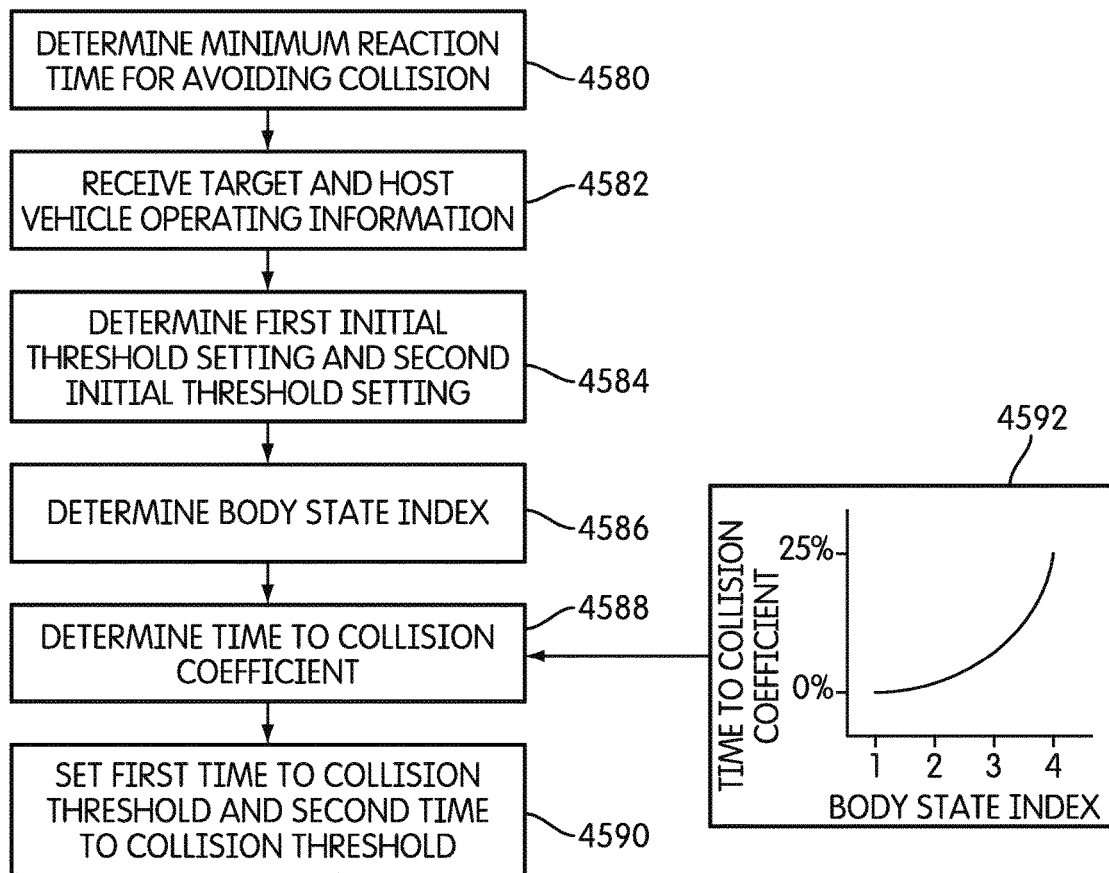 DETERMINE MINIMUM REACTION
TIME FOR AVOIDING COLLISION
4580
RECEIVE TARGET AND HOST
VEHICLE OPERATING INFORMATION
4582
DETERMINE FIRST INITIAL
THRESHOLD SETTING AND SECOND
INITIAL THRESHOLD SETTING
4584
DETERMINE BODY STATE INDEX
4586
DETERMINE TIME TO COLLISION
COEFFICIENT
4588
SET FIRST TIME TO COLLISION
THRESHOLD AND SECOND TIME
TO COLLISION THRESHOLD
4590
4592
TIME TO COLLISION
COEFFICIENT
25%
0%
1 2 3 4
BODY STATE INDEX